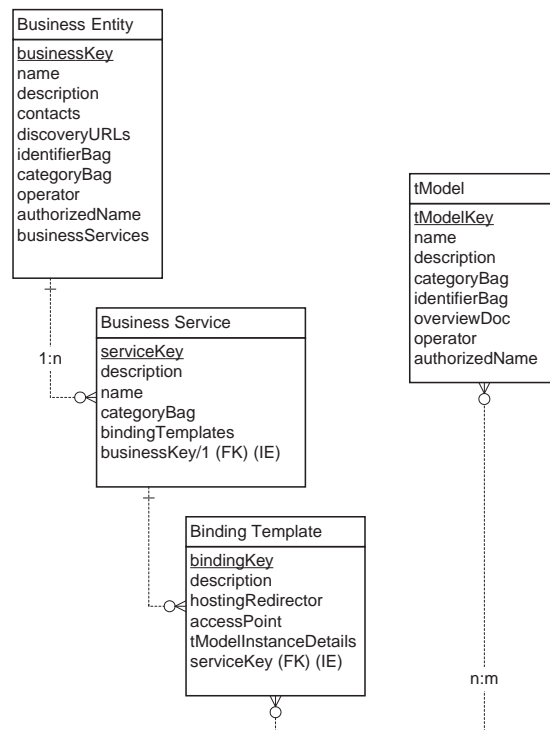 Business Entity
businessKey
name
description
contacts
discoveryURLs
identifierBag
categoryBag
operator
authorizedName
businessServices
tModel
tModelKey
name
description
categoryBag
identifierBag
overviewDoc
operator
authorizedName
1:n
Business Service
serviceKey
description
name
categoryBag
bindingTemplates
businessKey/1 (FK) (IE)
Binding Template
bindingKey
description
hostingRedirector
accessPoint
tModelInstanceDetails
serviceKey (FK) (IE)
n:m